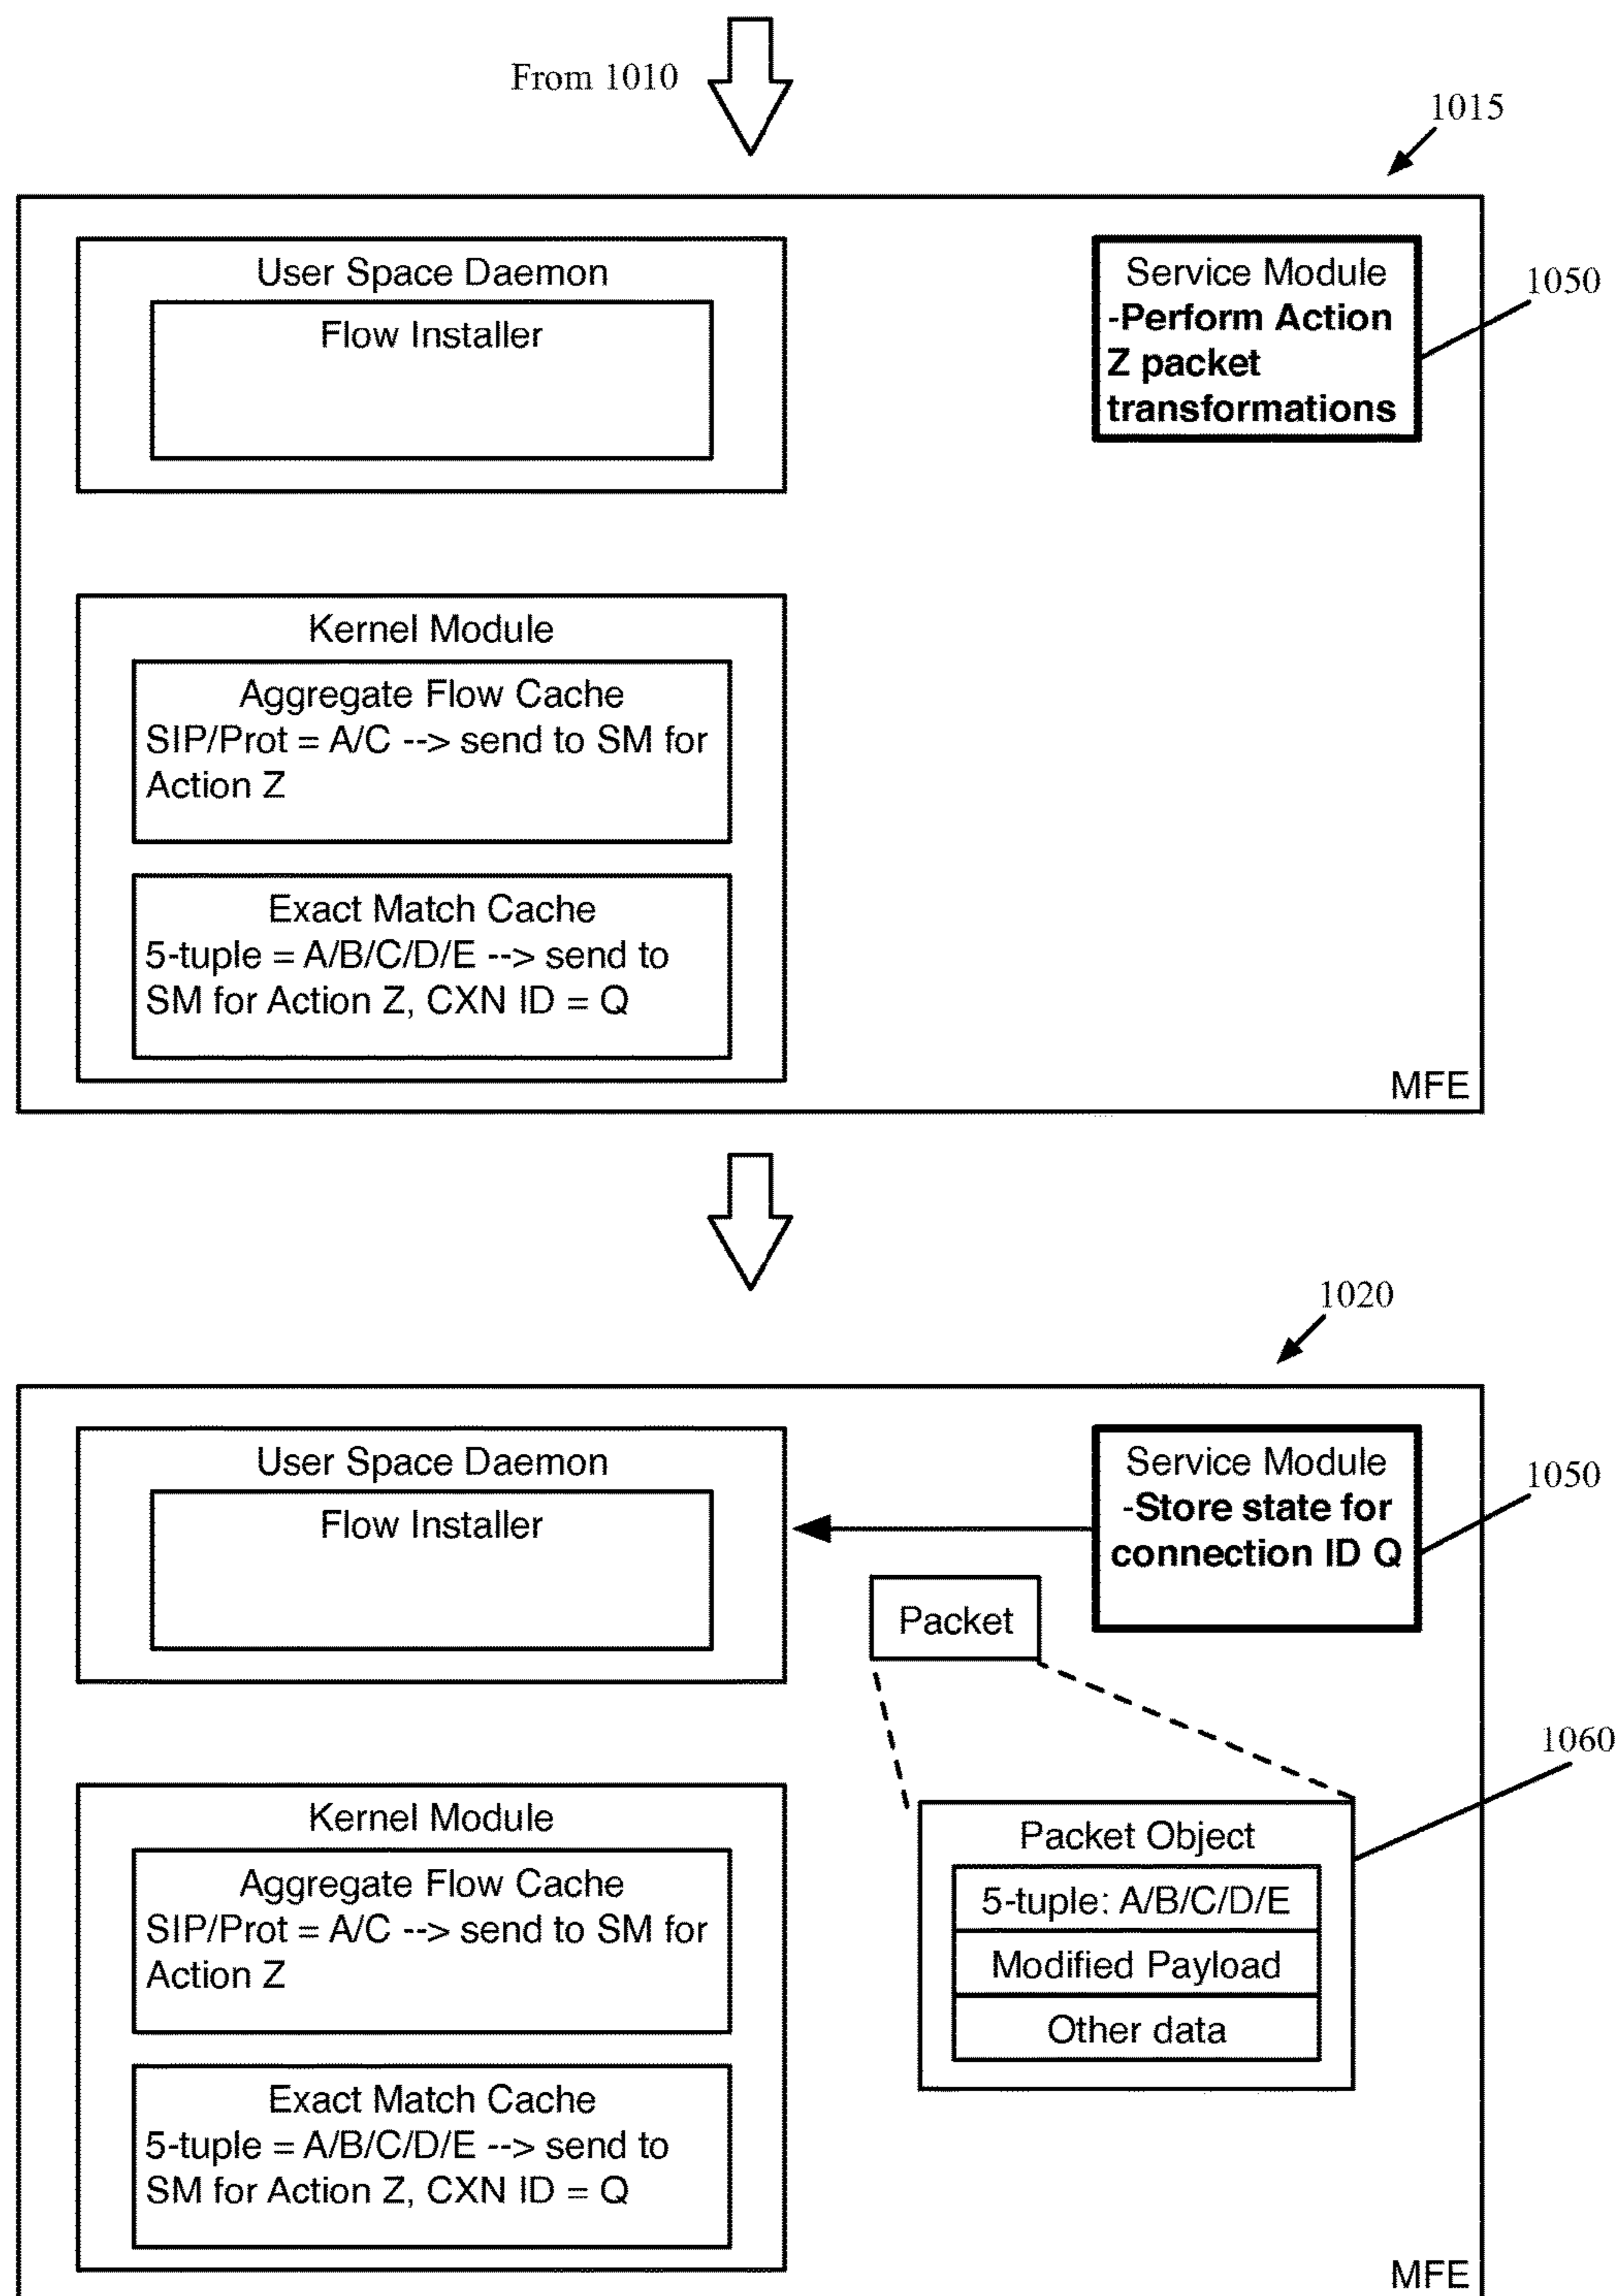 From 1010
1015
User Space Daemon
Flow Installer
Service Module
-Perform Action
Z packet
transformations
1050
Kernel Module
Aggregate Flow Cache
SIP/Prot = A/C --> send to SM for
Action Z
Exact Match Cache
5-tuple = A/B/C/D/E --> send to
SM for Action Z, CXN ID = Q
MFE
1020
User Space Daemon
Flow Installer
Service Module
-Store state for
connection ID Q
1050
Packet
1060
Kernel Module
Aggregate Flow Cache
SIP/Prot = A/C --> send to SM for
Action Z
Exact Match Cache
5-tuple = A/B/C/D/E --> send to
SM for Action Z, CXN ID = Q
Packet Object
5-tuple: A/B/C/D/E
Modified Payload
Other data
MFE